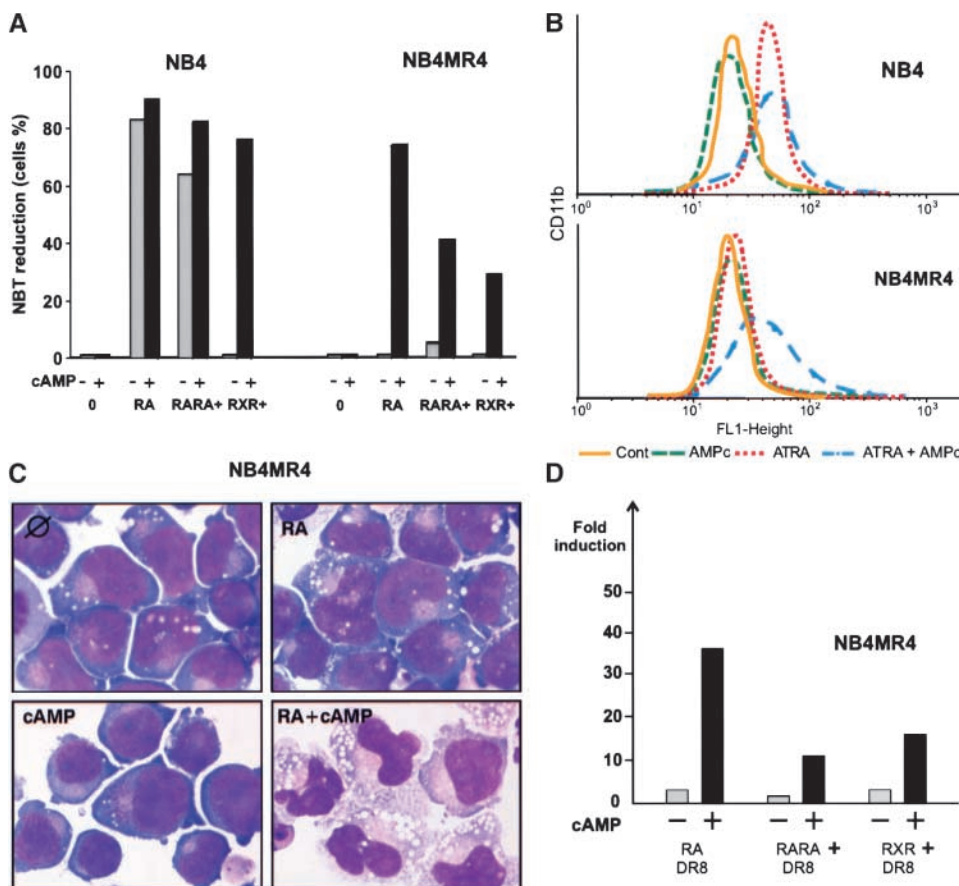 A
NB4
NB4MR4
NBT reduction (cells %)
100
80
60
40
20
0
cAMP
- + - + - + - +
- + - + - + - +
0 RA RARA+ RXR+
0 RA RARA+ RXR+
B
NB4
10⁰ 10¹ 10² 10³
CD11b
NB4MR4
10⁰ 10¹ 10² 10³
FL1-Height
Cont AMPc ATRA ATRA + AMPc
C
NB4MR4
Ø
RA
cAMP
RA+cAMP
D
Fold
induction
NB4MR4
50
40
30
20
10
0
cAMP − + − + − +
RA RARA + RXR +
DR8 DR8 DR8